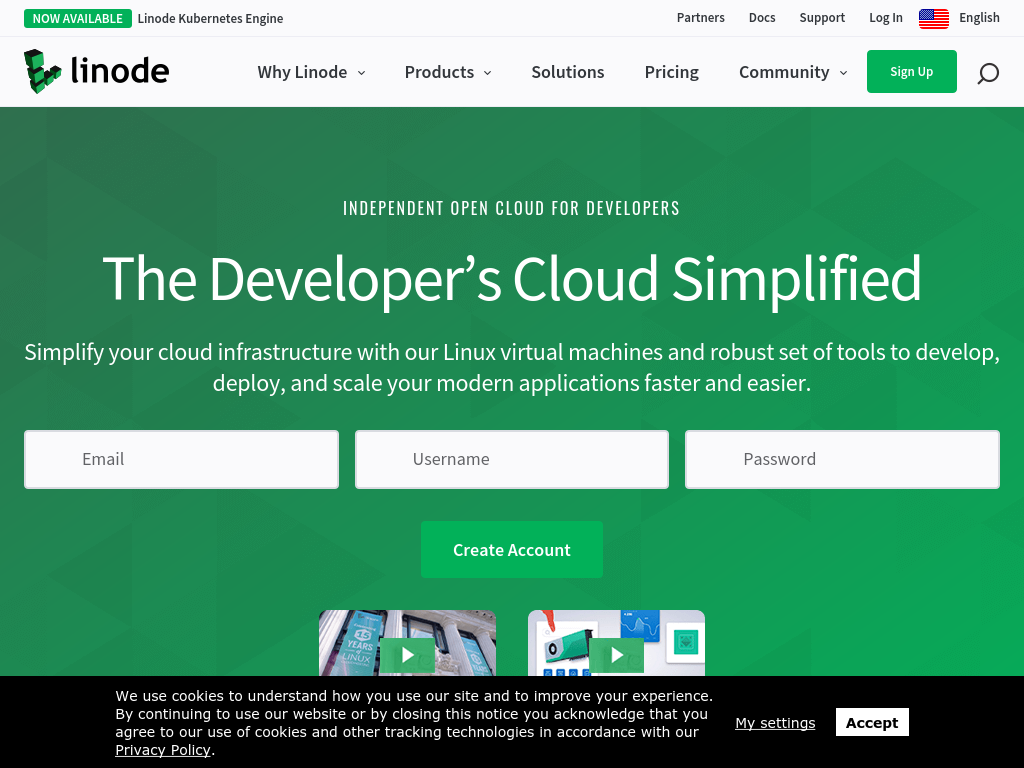 NOW AVAILABLE Linode Kubernetes Engine
Partners Docs Support Log In English
linode
Why Linode Products Solutions Pricing Community Sign Up
INDEPENDENT OPEN CLOUD FOR DEVELOPERS
The Developer’s Cloud Simplified
Simplify your cloud infrastructure with our Linux virtual machines and robust set of tools to develop,
deploy, and scale your modern applications faster and easier.
Email Username Password
Create Account
15
YEARS
of
LINUX
We use cookies to understand how you use our site and to improve your experience.
By continuing to use our website or by closing this notice you acknowledge that you
agree to our use of cookies and other tracking technologies in accordance with our
Privacy Policy.
My settings Accept